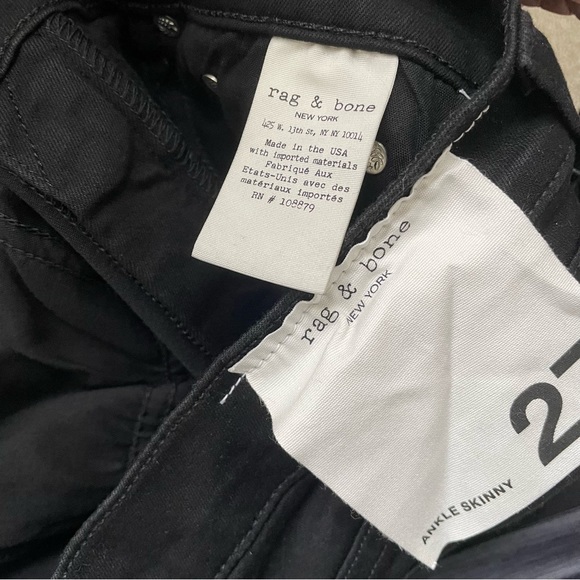 rag & bone
NEW YORK
425 W. 13th St, NY NY 10014
Made in the USA
with imported materials
Fabriqué Aux
Etats-Unis avec des
matériaux importés
RN # 108879
rag & bone
NEW YORK
27
ANKLE SKINNY